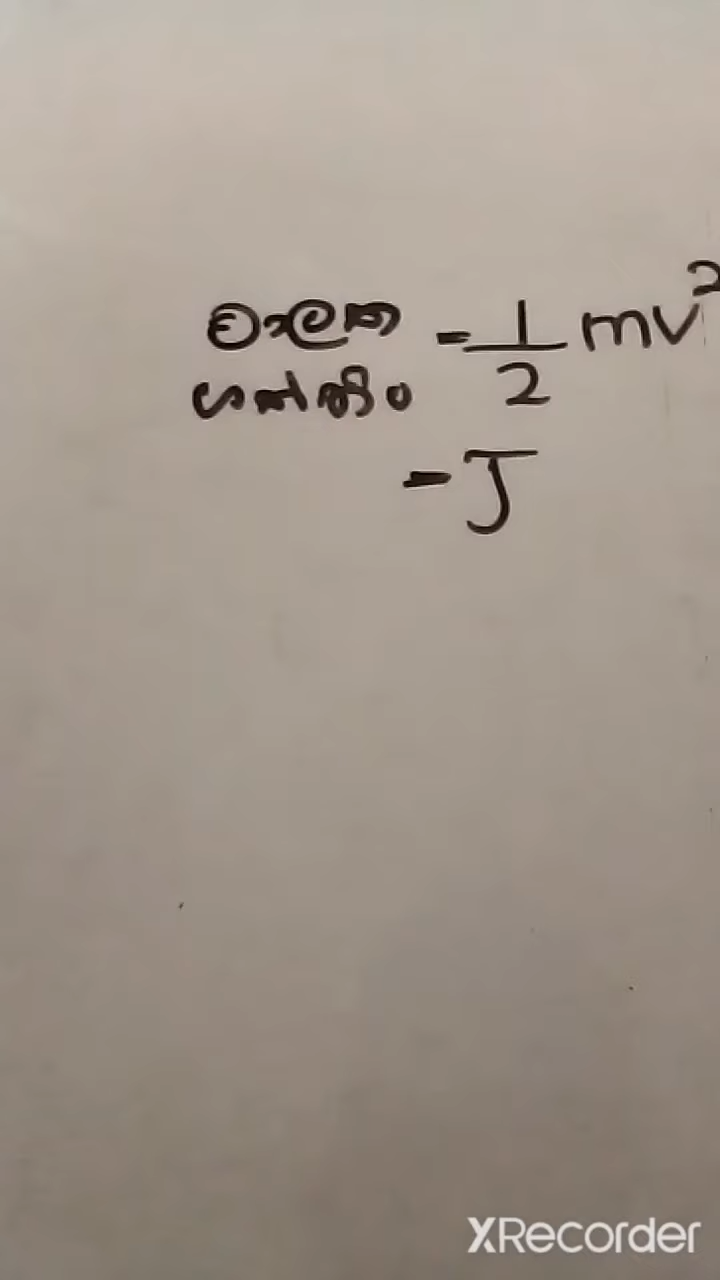 චාලක = 1/2 mv²
ශක්තිය
= J
XRecorder